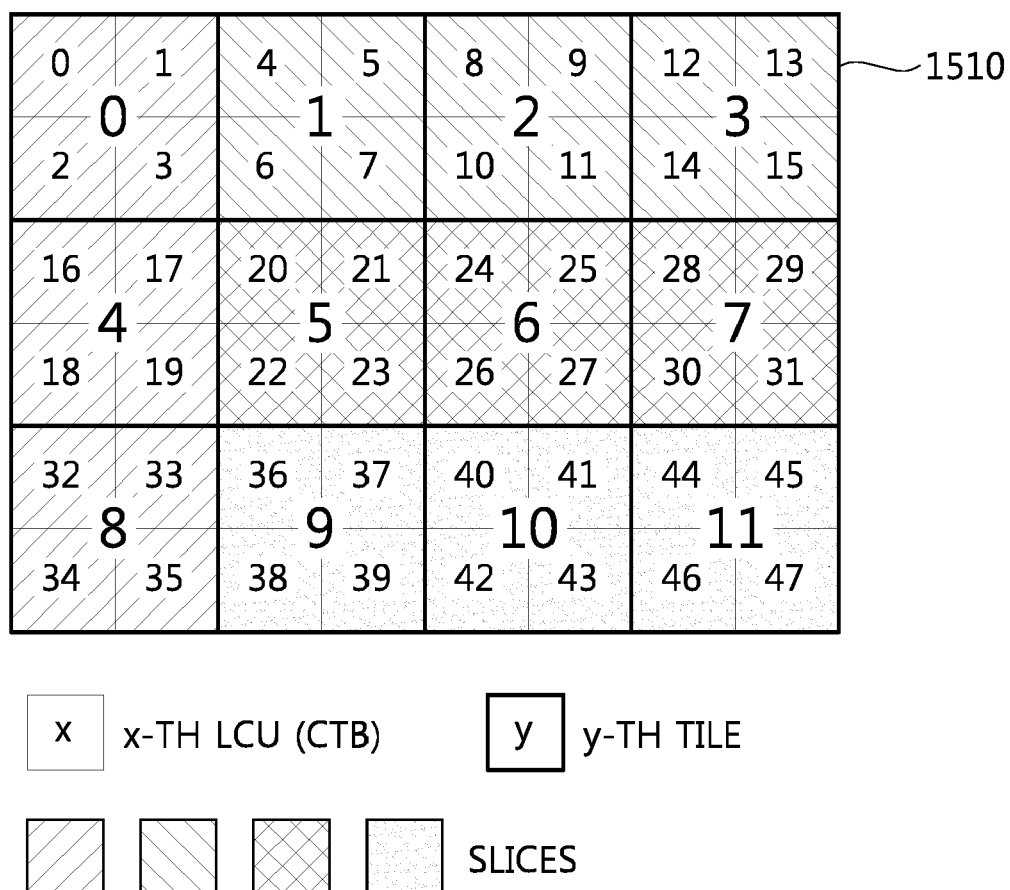 0 1 4 5 8 9 12 13 1510
0 1 2 3
2 3 6 7 10 11 14 15
16 17 20 21 24 25 28 29
4 5 6 7
18 19 22 23 26 27 30 31
32 33 36 37 40 41 44 45
8 9 10 11
34 35 38 39 42 43 46 47
x x-TH LCU (CTB) y y-TH TILE
SLICES